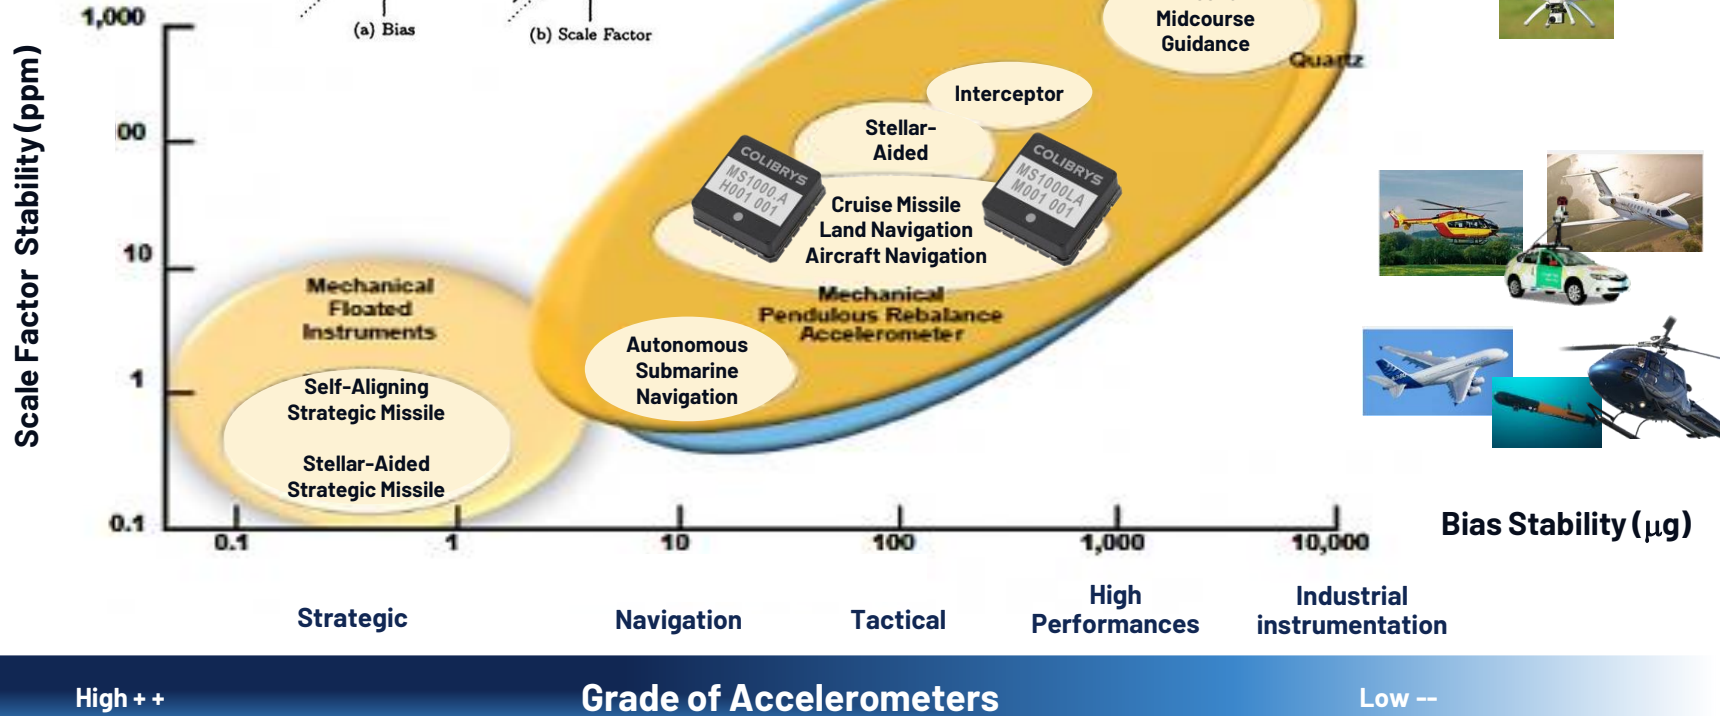 1,000
(a) Bias
(b) Scale Factor
Midcourse
Guidance
Quartz
Interceptor
00
Stellar-
Aided
COLIBRYS
MS1000.A
H001 001
COLIBRYS
MS1000LA
M001 001
Cruise Missile
Land Navigation
Aircraft Navigation
10
Mechanical
Floated
Instruments
Mechanical
Pendulous Rebalance
Accelerometer
Autonomous
Submarine
Navigation
1
Self-Aligning
Strategic Missile
Stellar-Aided
Strategic Missile
Scale Factor Stability (ppm)
0.1
0.1
1
10
100
1,000
10,000
Bias Stability (μg)
Strategic
Navigation
Tactical
High
Performances
Industrial
instrumentation
High + +
Grade of Accelerometers
Low --